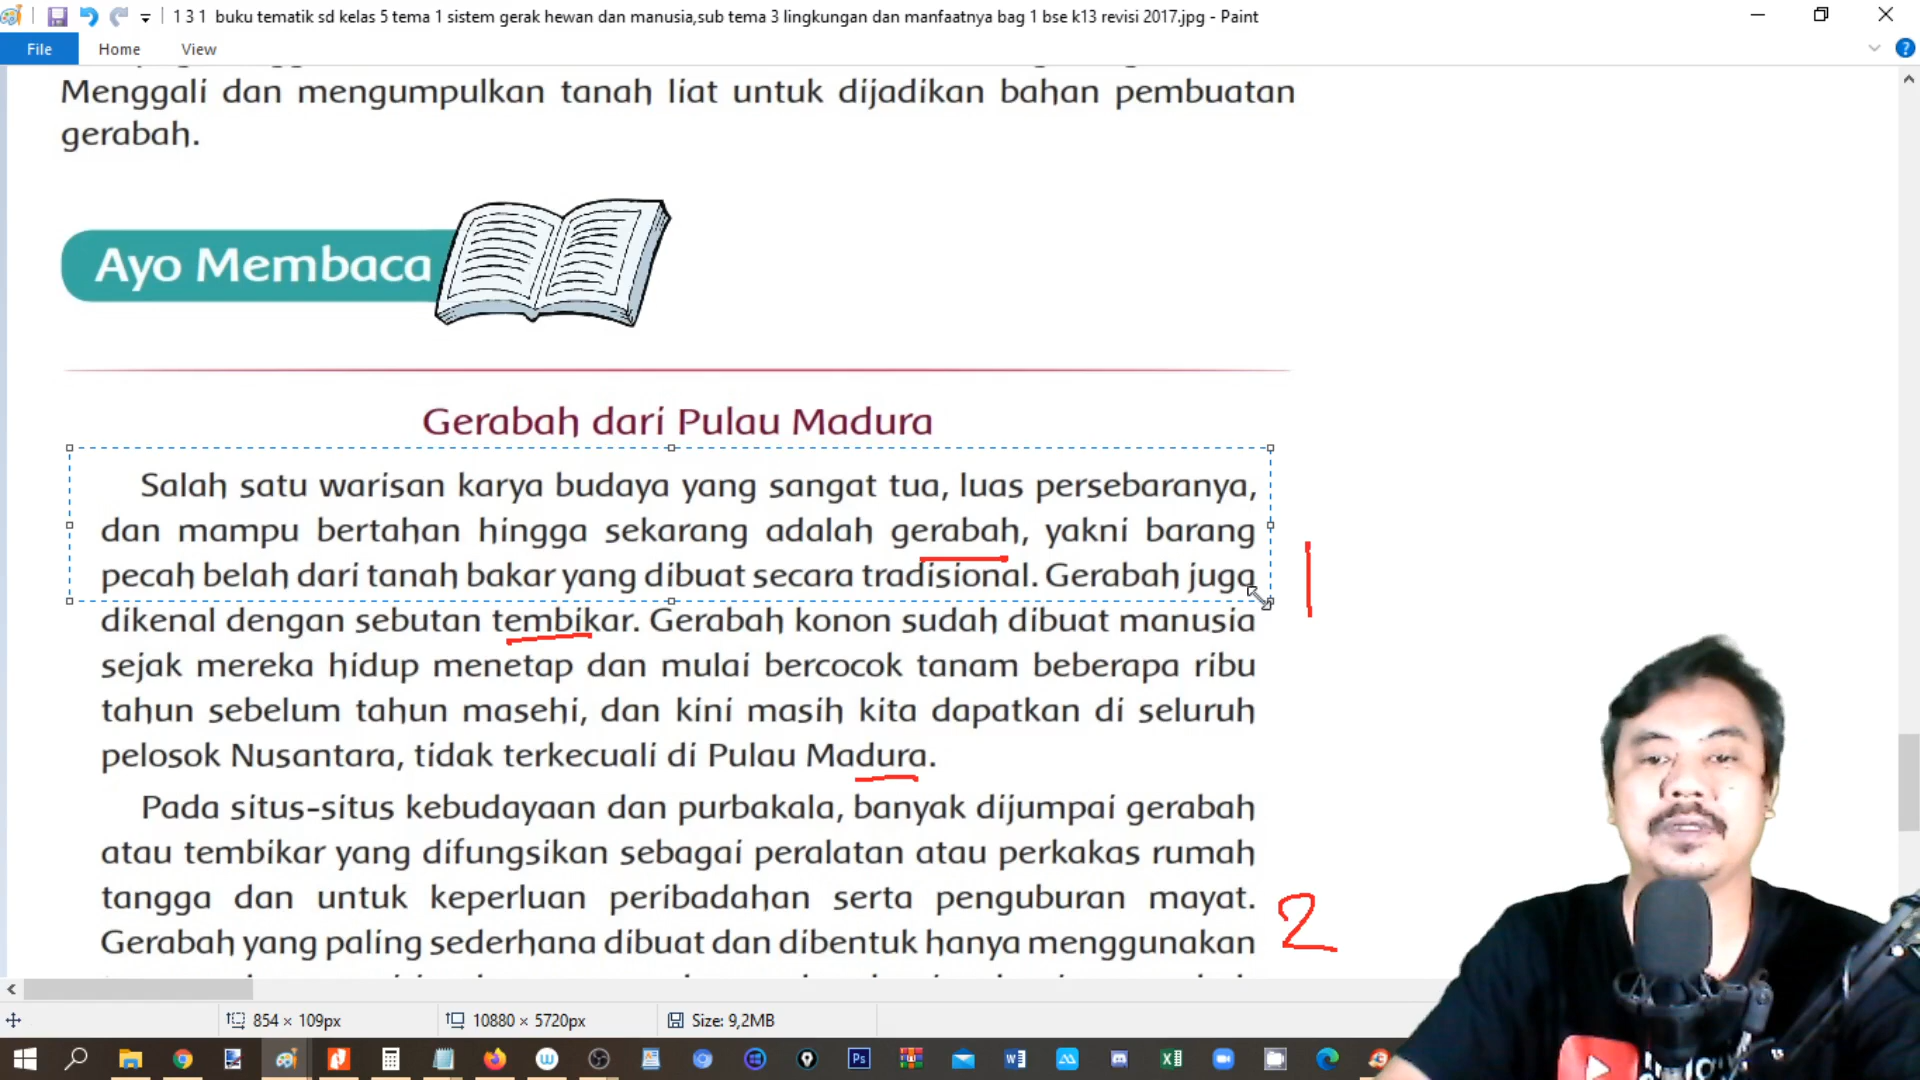 1 3 1 buku tematik sd kelas 5 tema 1 sistem gerak hewan dan manusia,sub tema 3 lingkungan dan manfaatnya bag 1 bse k13 revisi 2017.jpg - Paint
File Home View
Menggali dan mengumpulkan tanah liat untuk dijadikan bahan pembuatan
gerabah.
Ayo Membaca
Gerabah dari Pulau Madura
Salah satu warisan karya budaya yang sangat tua, luas persebaranya,
dan mampu bertahan hingga sekarang adalah gerabah, yakni barang
pecah belah dari tanah bakar yang dibuat secara tradisional. Gerabah juga
dikenal dengan sebutan tembikar. Gerabah konon sudah dibuat manusia
sejak mereka hidup menetap dan mulai bercocok tanam beberapa ribu
tahun sebelum tahun masehi, dan kini masih kita dapatkan di seluruh
pelosok Nusantara, tidak terkecuali di Pulau Madura.
1
Pada situs-situs kebudayaan dan purbakala, banyak dijumpai gerabah
atau tembikar yang difungsikan sebagai peralatan atau perkakas rumah
tangga dan untuk keperluan peribadahan serta penguburan mayat.
Gerabah yang paling sederhana dibuat dan dibentuk hanya menggunakan
2
854 × 109px 10880 × 5720px Size: 9,2MB